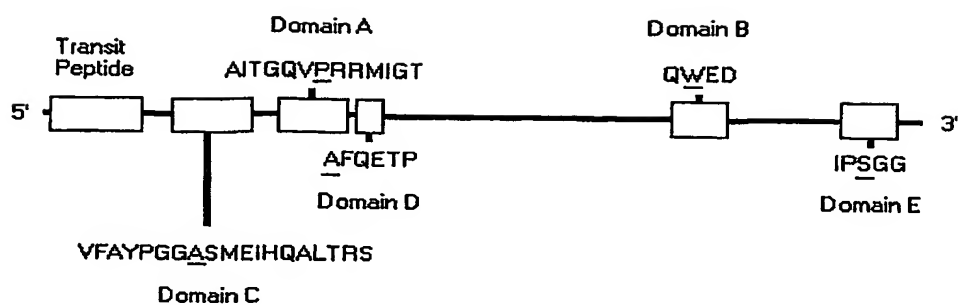 Domain A
Domain B
Transit
Peptide
AITGQVPRRMIGT
QWED
5'
3'
AFQETP
IPSGG
Domain D
Domain E
VFAYPGGASMEIHQALTRS
Domain C